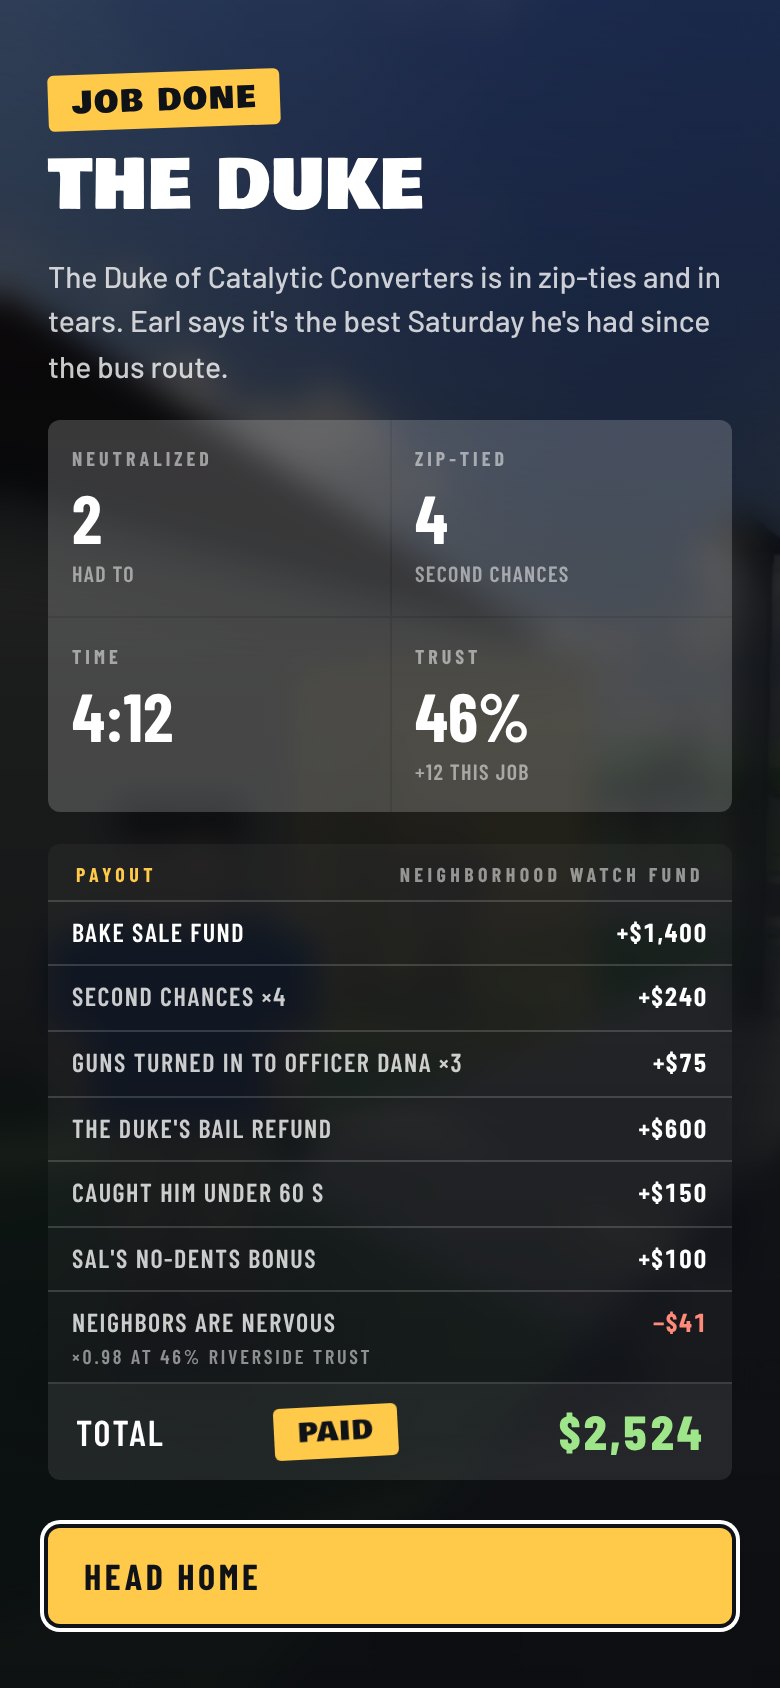 JOB DONE
THE DUKE
The Duke of Catalytic Converters is in zip-ties and in
tears. Earl says it's the best Saturday he's had since
the bus route.
NEUTRALIZED
2
HAD TO
ZIP-TIED
4
SECOND CHANCES
TIME
4:12
TRUST
46%
+12 THIS JOB
PAYOUT NEIGHBORHOOD WATCH FUND
BAKE SALE FUND +$1,400
SECOND CHANCES ×4 +$240
GUNS TURNED IN TO OFFICER DANA ×3 +$75
THE DUKE'S BAIL REFUND +$600
CAUGHT HIM UNDER 60 S +$150
SAL'S NO-DENTS BONUS +$100
NEIGHBORS ARE NERVOUS −$41
×0.98 AT 46% RIVERSIDE TRUST
TOTAL PAID $2,524
HEAD HOME